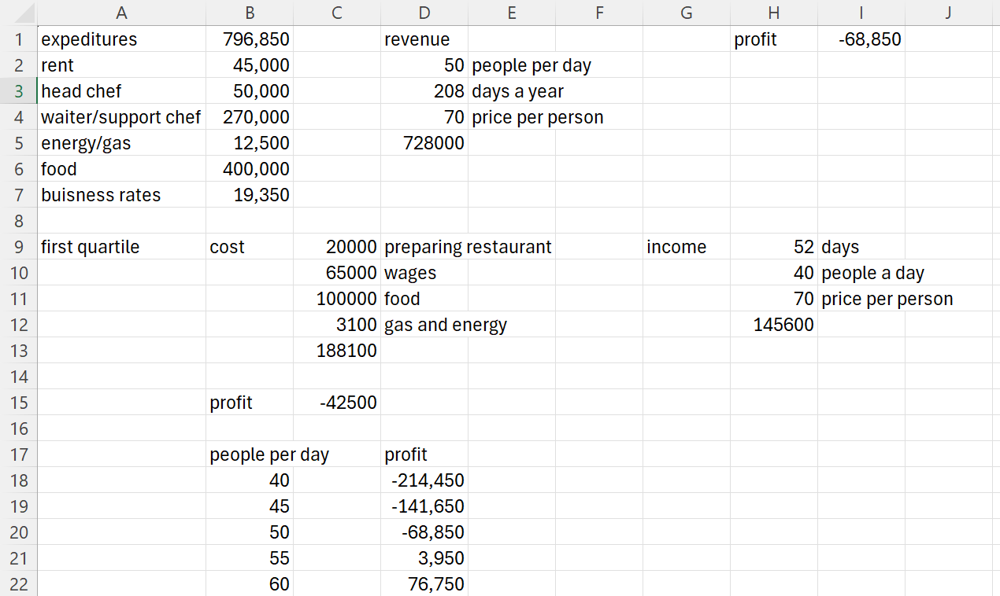 A B C D E F G H I J
1 expeditures 796,850 revenue profit -68,850
2 rent 45,000 50 people per day
3 head chef 50,000 208 days a year
4 waiter/support chef 270,000 70 price per person
5 energy/gas 12,500 728000
6 food 400,000
7 buisness rates 19,350
8
9 first quartile cost 20000 preparing restaurant income 52 days
10 65000 wages 40 people a day
11 100000 food 70 price per person
12 3100 gas and energy 145600
13 188100
14
15 profit -42500
16
17 people per day profit
18 40 -214,450
19 45 -141,650
20 50 -68,850
21 55 3,950
22 60 76,750